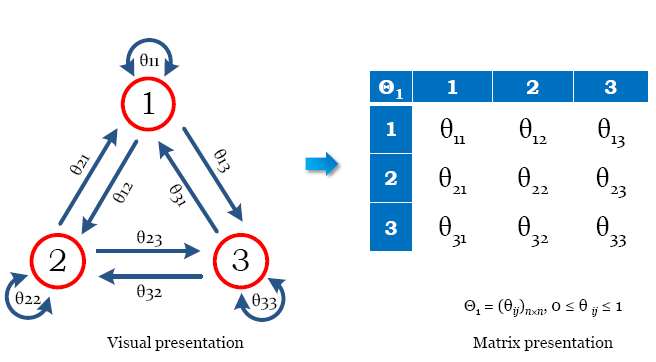 θ11
1
θ21
θ12
θ31
θ13
2
θ23
3
θ32
θ22
θ33
Visual presentation
Θ₁ 1 2 3
1 θ₁₁ θ₁₂ θ₁₃
2 θ₂₁ θ₂₂ θ₂₃
3 θ₃₁ θ₃₂ θ₃₃
Θ₁ = (θij)n×n, 0 ≤ θ ij ≤ 1
Matrix presentation